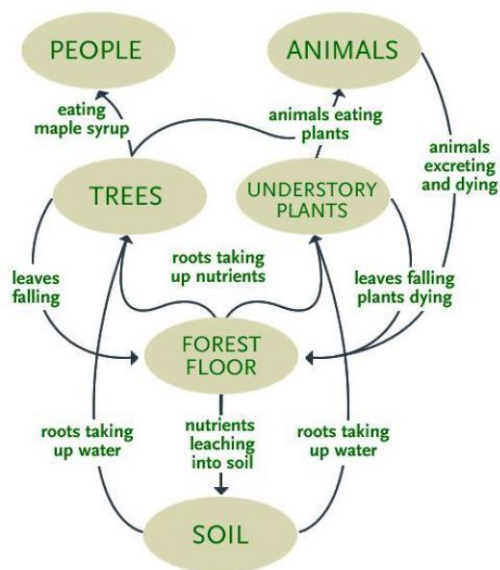 PEOPLE
ANIMALS
eating
maple syrup
animals eating
plants
animals
excreting
and dying
TREES
UNDERSTORY
PLANTS
roots taking
up nutrients
leaves
falling
leaves falling
plants dying
FOREST
FLOOR
roots taking
up water
nutrients
leaching
into soil
roots taking
up water
SOIL